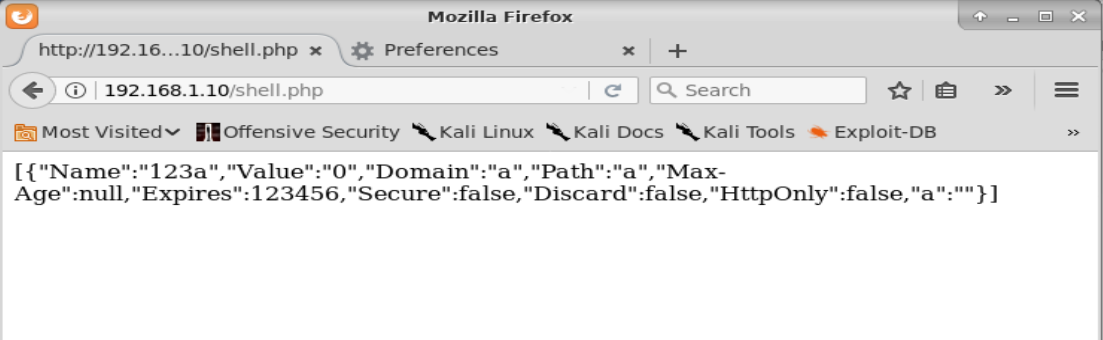 Mozilla Firefox
http://192.16...10/shell.php × Preferences × +
192.168.1.10/shell.php Search »
Most Visited Offensive Security Kali Linux Kali Docs Kali Tools Exploit-DB »
[{"Name":"123a","Value":"0","Domain":"a","Path":"a","Max-
Age":null,"Expires":123456,"Secure":false,"Discard":false,"HttpOnly":false,"a":""}]